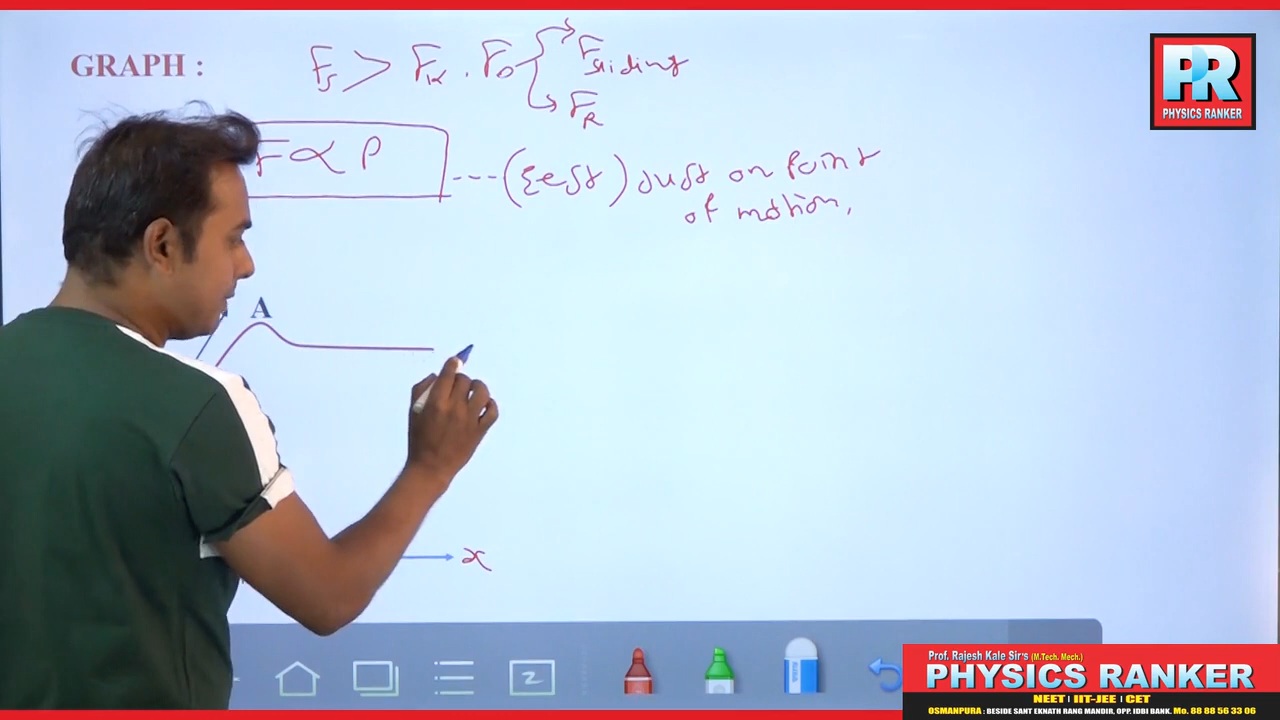 GRAPH :
Fs > Fk . FD
Fsliding
FR
F ∝ P ---- (rest) Just on Point
of motion,
A
x
PR
PHYSICS RANKER
Prof. Rajesh Kale Sir's (M.Tech. Mech.)
PHYSICS RANKER
NEET | IIT-JEE | CET
OSMANPURA : BESIDE SANT EKNATH RANG MANDIR, OPP. IDBI BANK. Mo. 88 88 56 33 06